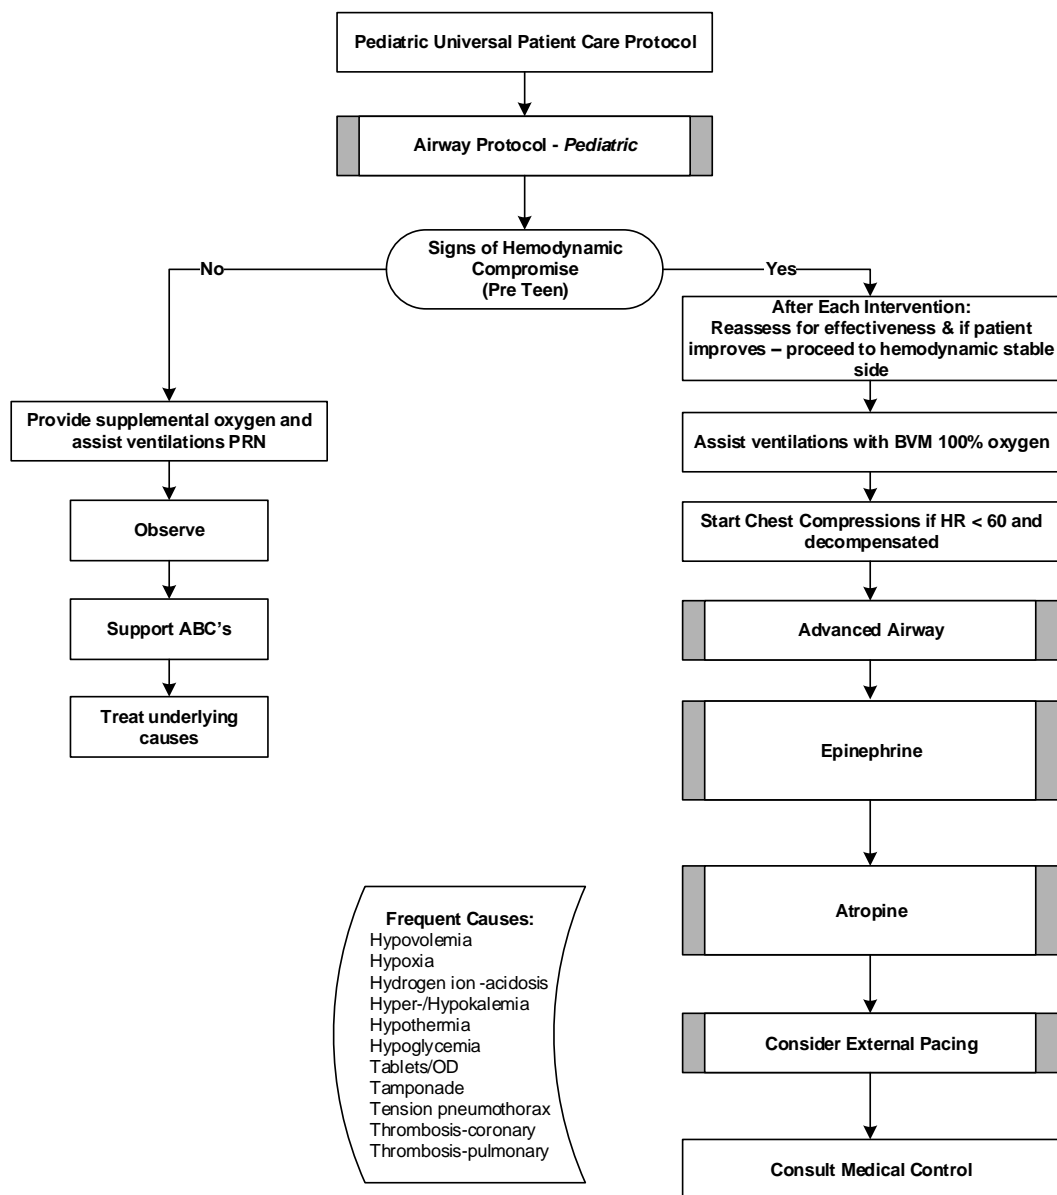 Pediatric Universal Patient Care Protocol
Airway Protocol - Pediatric
Signs of Hemodynamic
Compromise
(Pre Teen)
No
Yes
Provide supplemental oxygen and
assist ventilations PRN
Observe
Support ABC's
Treat underlying
causes
After Each Intervention:
Reassess for effectiveness & if patient
improves – proceed to hemodynamic stable
side
Assist ventilations with BVM 100% oxygen
Start Chest Compressions if HR < 60 and
decompensated
Advanced Airway
Epinephrine
Atropine
Consider External Pacing
Consult Medical Control
Frequent Causes:
Hypovolemia
Hypoxia
Hydrogen ion -acidosis
Hyper-/Hypokalemia
Hypothermia
Hypoglycemia
Tablets/OD
Tamponade
Tension pneumothorax
Thrombosis-coronary
Thrombosis-pulmonary